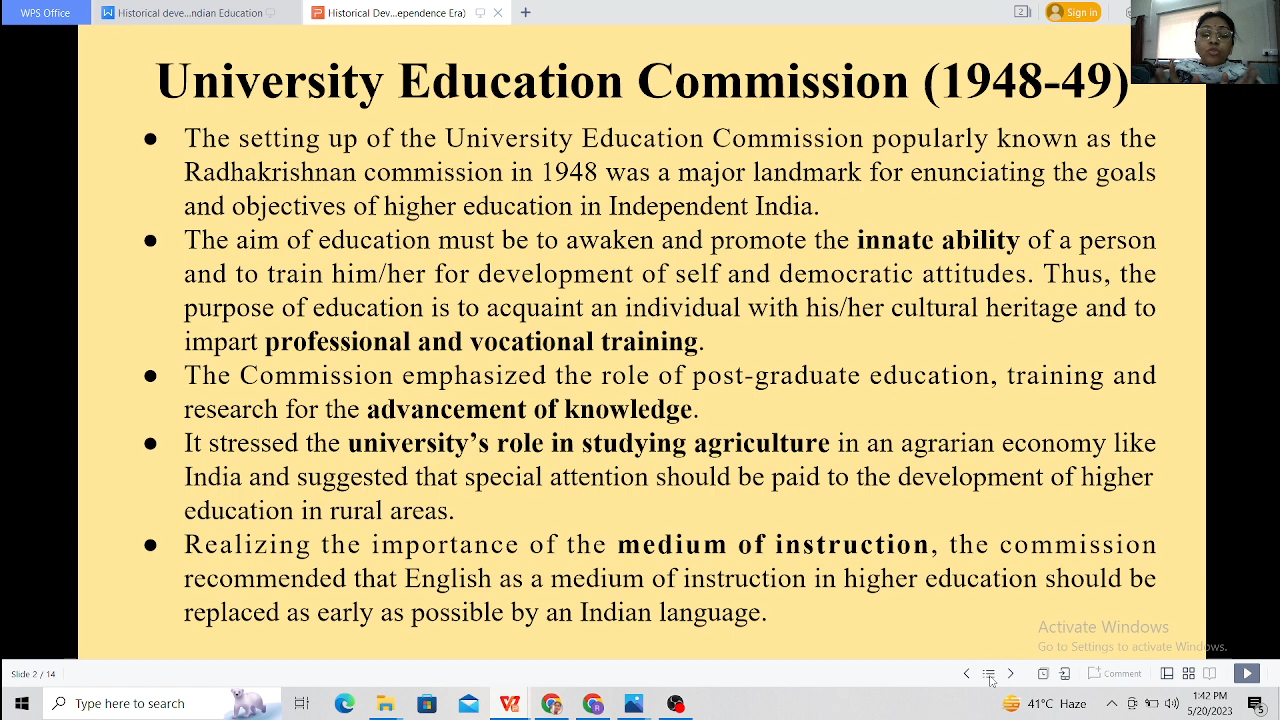 WPS Office
Historical deve...ndian Education
Historical Dev...ependence Era)
2
Sign in
University Education Commission (1948-49)
● The setting up of the University Education Commission popularly known as the
Radhakrishnan commission in 1948 was a major landmark for enunciating the goals
and objectives of higher education in Independent India.
● The aim of education must be to awaken and promote the innate ability of a person
and to train him/her for development of self and democratic attitudes. Thus, the
purpose of education is to acquaint an individual with his/her cultural heritage and to
impart professional and vocational training.
● The Commission emphasized the role of post-graduate education, training and
research for the advancement of knowledge.
● It stressed the university’s role in studying agriculture in an agrarian economy like
India and suggested that special attention should be paid to the development of higher
education in rural areas.
● Realizing the importance of the medium of instruction, the commission
recommended that English as a medium of instruction in higher education should be
replaced as early as possible by an Indian language.
Activate Windows
Go to Settings to activate Windows.
Slide 2 / 14
Comment
Type here to search
41°C Haze
1:42 PM
5/20/2023
5